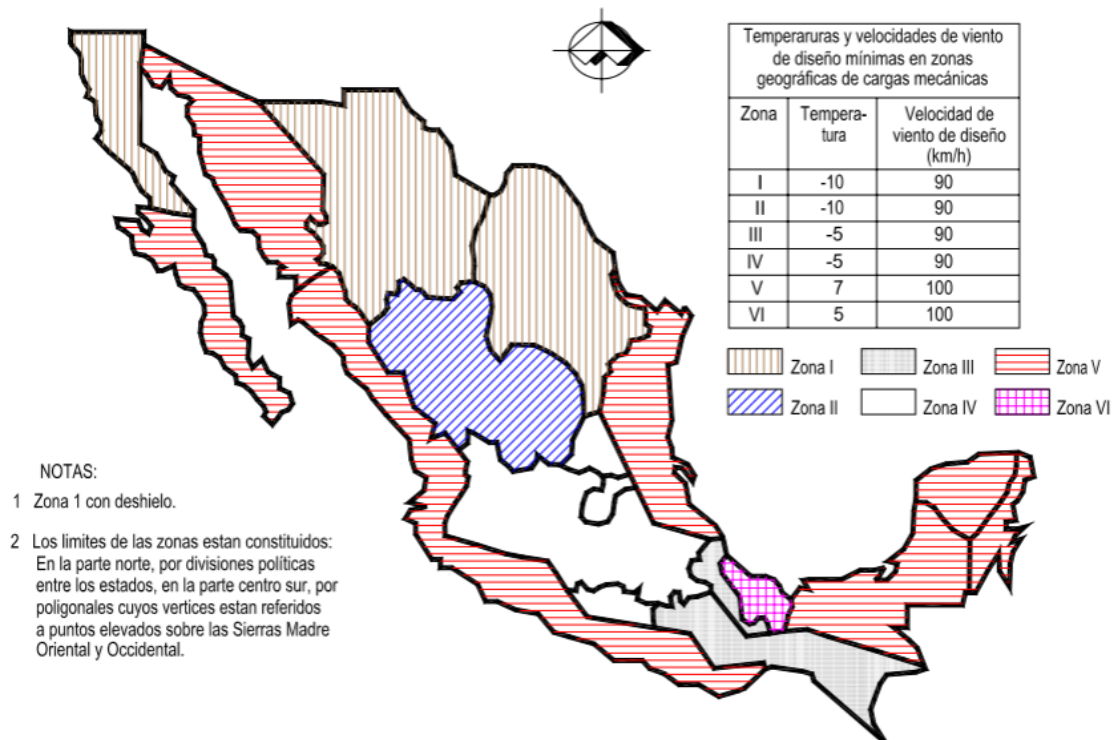 Temperaruras y velocidades de viento
de diseño mínimas en zonas
geográficas de cargas mecánicas
Zona Tempera- Velocidad de
tura viento de diseño
(km/h)
I -10 90
II -10 90
III -5 90
IV -5 90
V 7 100
VI 5 100
Zona I Zona III Zona V
Zona II Zona IV Zona VI
NOTAS:
1 Zona 1 con deshielo.
2 Los limites de las zonas estan constituidos:
En la parte norte, por divisiones políticas
entre los estados, en la parte centro sur, por
poligonales cuyos vertices estan referidos
a puntos elevados sobre las Sierras Madre
Oriental y Occidental.